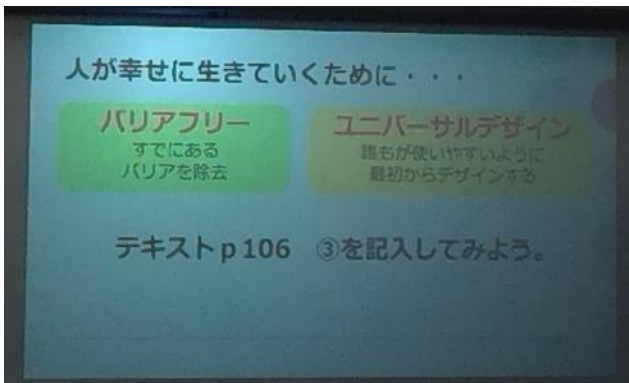 人が幸せに生きていくために・・・
バリアフリー
すでにある
バリアを除去
ユニバーサルデザイン
誰もが使いやすいように
最初からデザインする
テキストp106 ③を記入してみよう。